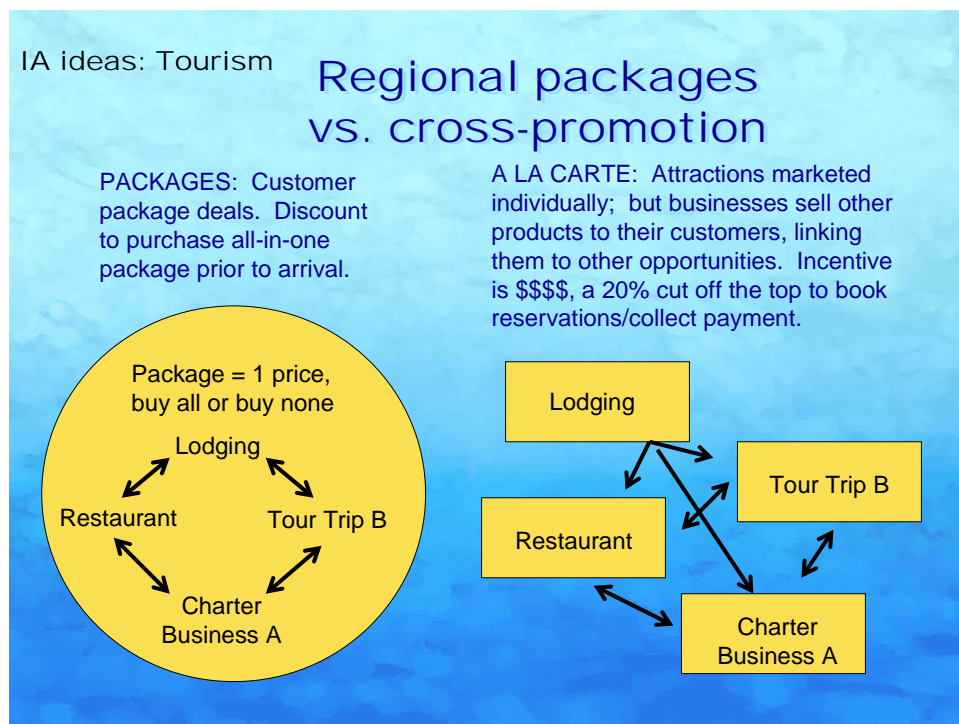 IA ideas: Tourism
Regional packages
vs. cross-promotion
PACKAGES: Customer
package deals. Discount
to purchase all-in-one
package prior to arrival.
A LA CARTE: Attractions marketed
individually; but businesses sell other
products to their customers, linking
them to other opportunities. Incentive
is $$$$, a 20% cut off the top to book
reservations/collect payment.
Package = 1 price,
buy all or buy none
Lodging
Restaurant
Tour Trip B
Charter
Business A
Lodging
Tour Trip B
Restaurant
Charter
Business A